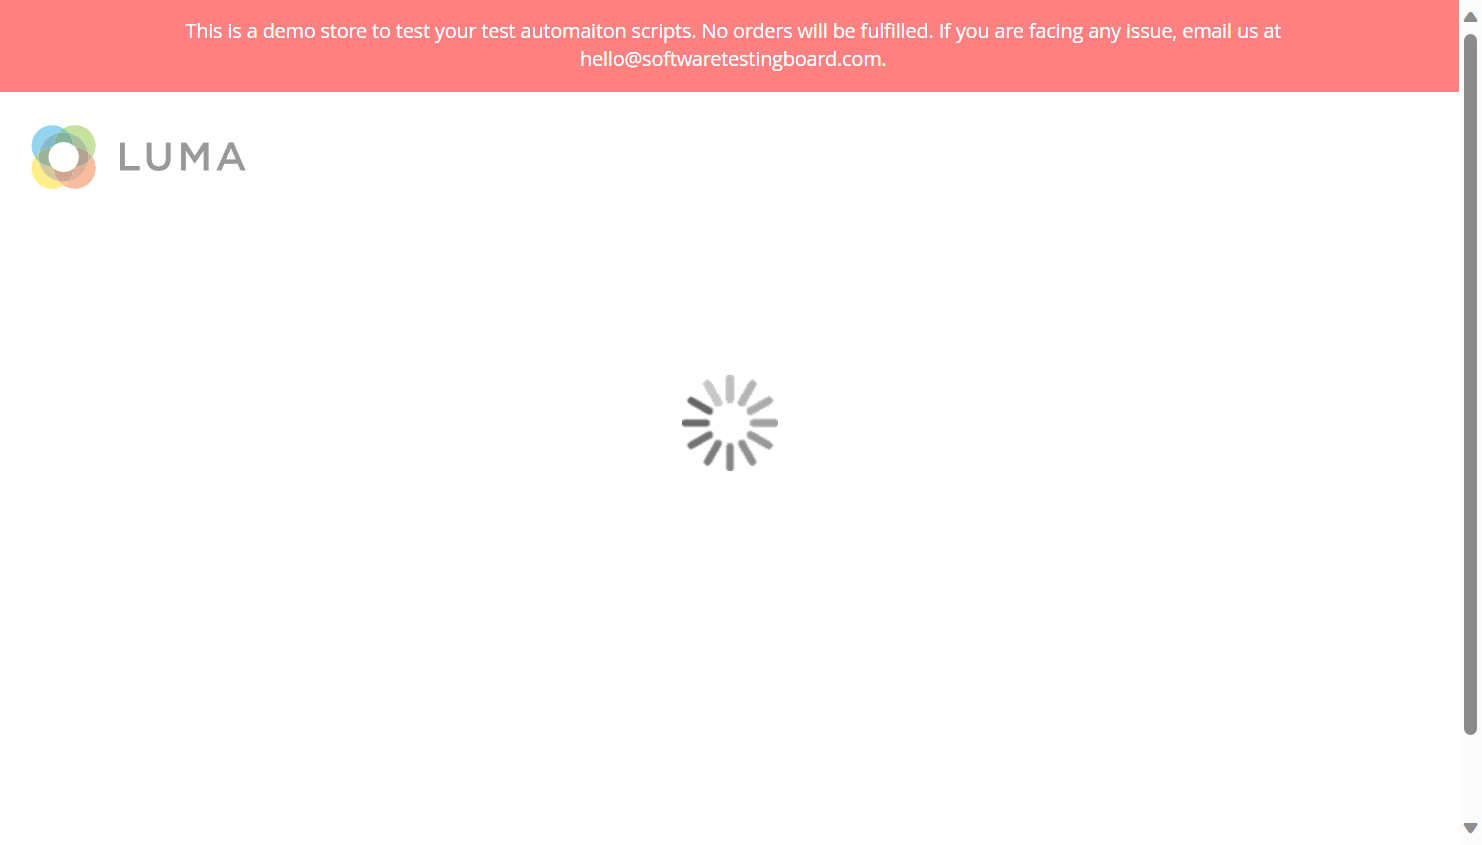 This is a demo store to test your test automaiton scripts. No orders will be fulfilled. If you are facing any issue, email us at
hello@softwaretestingboard.com.
LUMA